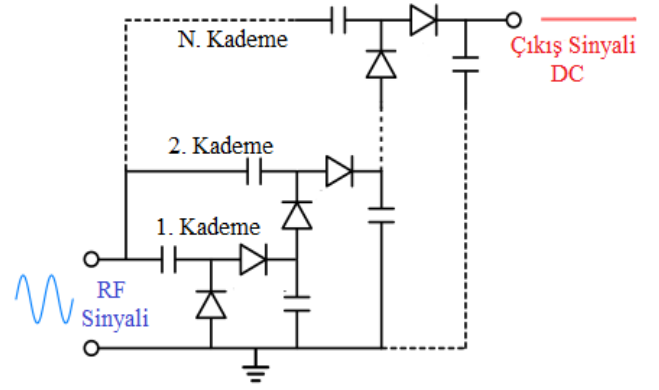 N. Kademe
Çıkış Sinyali
DC
2. Kademe
1. Kademe
RF
Sinyali